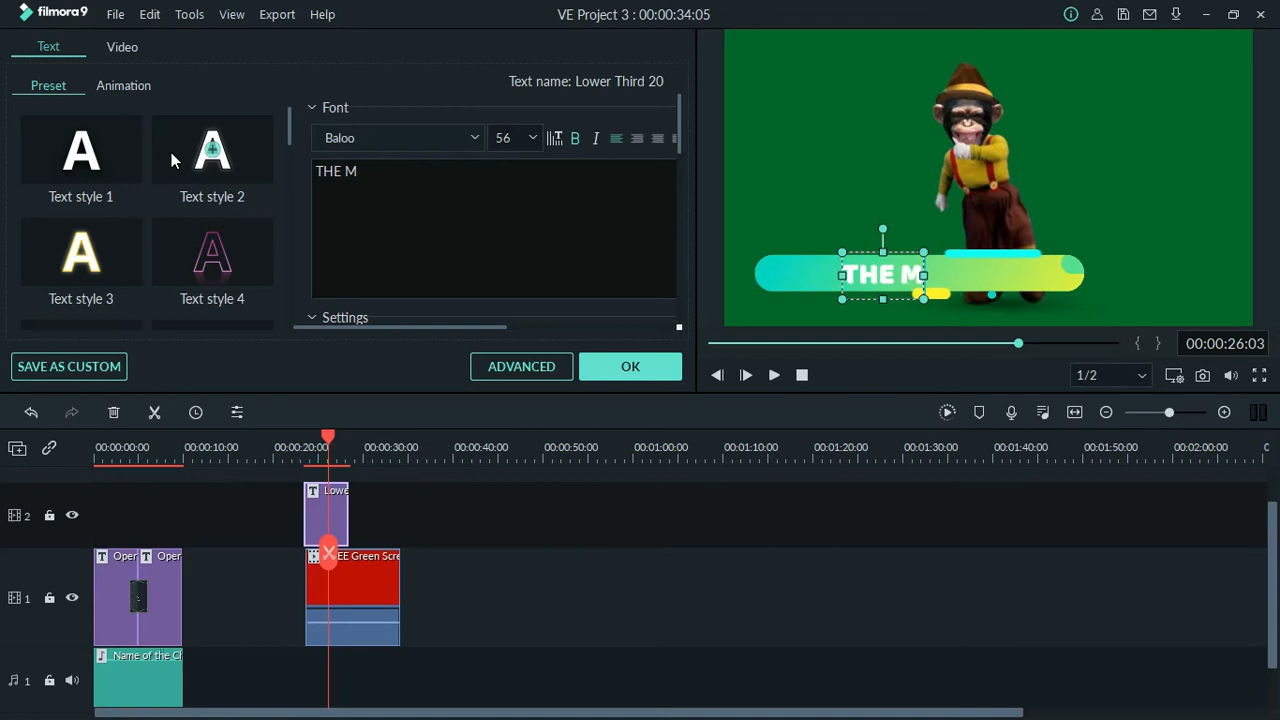 filmora9 File Edit Tools View Export Help VE Project 3 : 00:00:34:05
Text Video
Preset Animation Text name: Lower Third 20
Font
Baloo 56 B I
THE M
A A
Text style 1 Text style 2
A A
Text style 3 Text style 4
Settings
SAVE AS CUSTOM ADVANCED OK
THE M
00:00:26:03
1/2
00:00:00:00 00:00:10:00 00:00:20:00 00:00:30:00 00:00:40:00 00:00:50:00 00:01:00:00 00:01:10:00 00:01:20:00 00:01:30:00 00:01:40:00 00:01:50:00 00:02:00:00 0
2 T Lowe
T Oper T Oper EE Green Scre
1
Name of the Cl
1